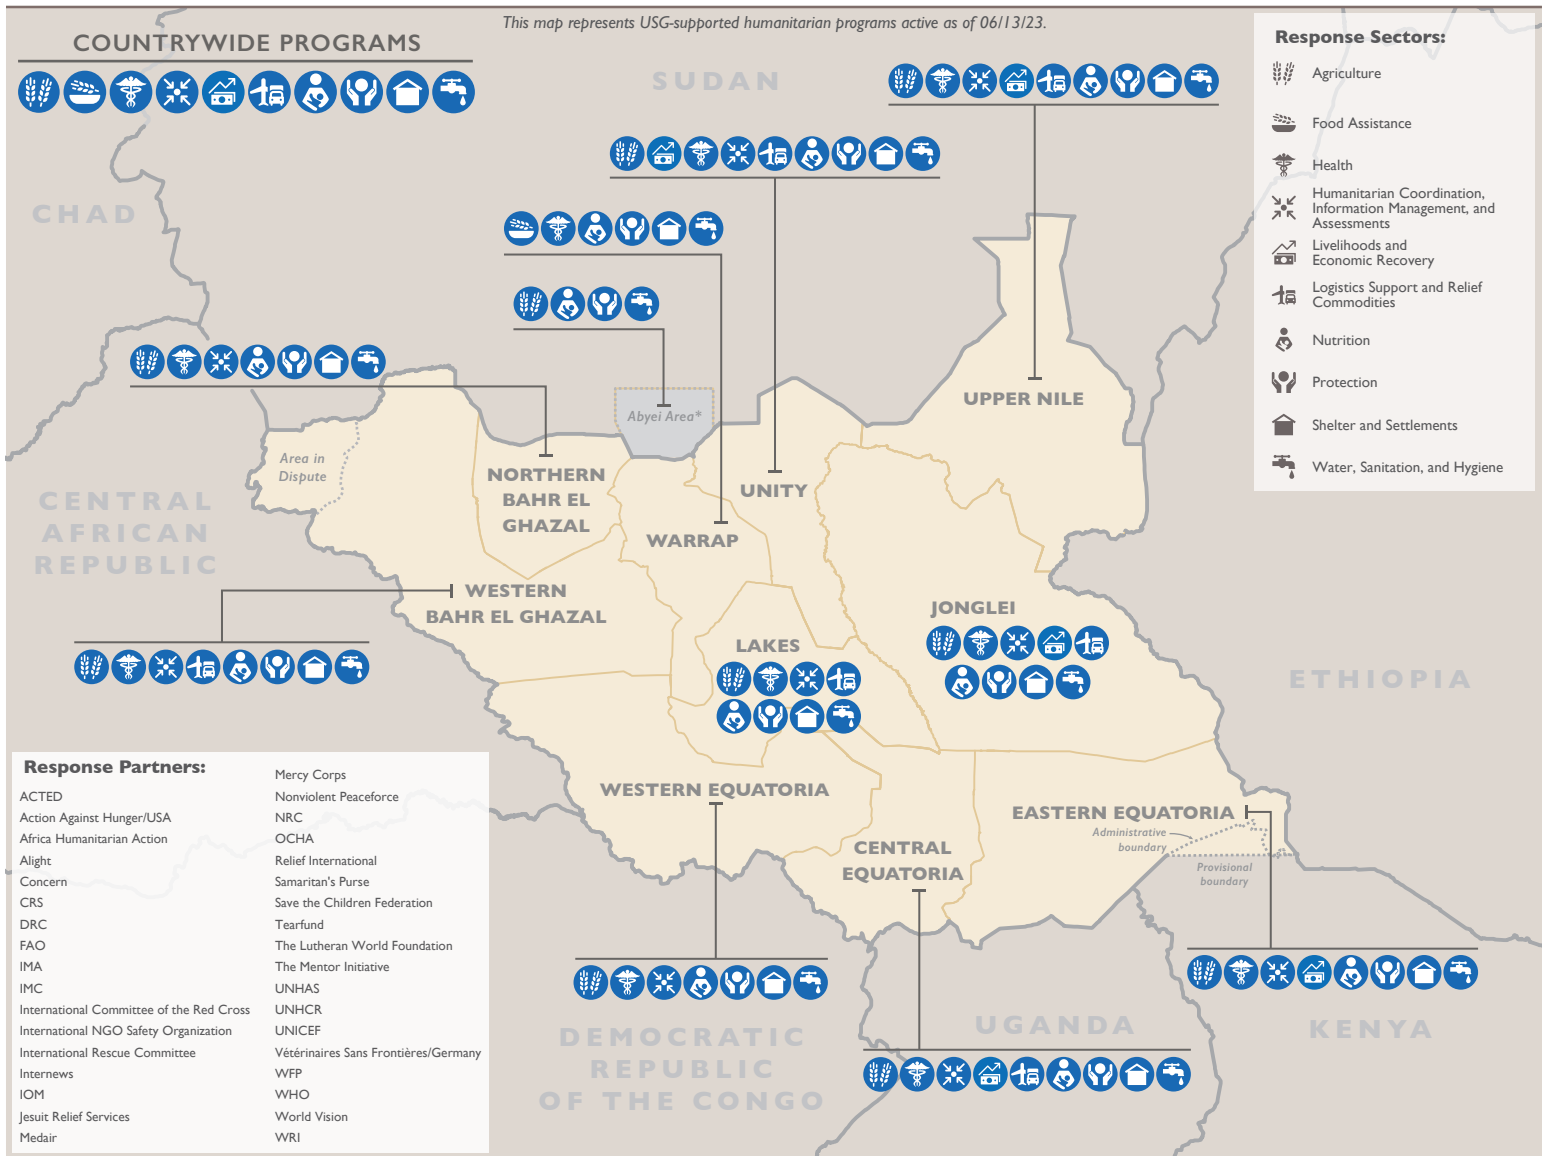 This map represents USG-supported humanitarian programs active as of 06/13/23.
COUNTRYWIDE PROGRAMS
Response Sectors:
Agriculture
Food Assistance
Health
Humanitarian Coordination,
Information Management, and
Assessments
Livelihoods and
Economic Recovery
Logistics Support and Relief
Commodities
Nutrition
Protection
Shelter and Settlements
Water, Sanitation, and Hygiene
SUDAN
CHAD
CENTRAL
AFRICAN
REPUBLIC
Area in
Dispute
Abyei Area*
UPPER NILE
NORTHERN
BAHR EL
GHAZAL
UNITY
WARRAP
WESTERN
BAHR EL GHAZAL
JONGLEI
LAKES
ETHIOPIA
WESTERN EQUATORIA
EASTERN EQUATORIA
Administrative
boundary
Provisional
boundary
CENTRAL
EQUATORIA
DEMOCRATIC
REPUBLIC
OF THE CONGO
UGANDA
KENYA
Response Partners:
ACTED
Action Against Hunger/USA
Africa Humanitarian Action
Alight
Concern
CRS
DRC
FAO
IMA
IMC
International Committee of the Red Cross
International NGO Safety Organization
International Rescue Committee
Internews
IOM
Jesuit Relief Services
Medair
Mercy Corps
Nonviolent Peaceforce
NRC
OCHA
Relief International
Samaritan's Purse
Save the Children Federation
Tearfund
The Lutheran World Foundation
The Mentor Initiative
UNHAS
UNHCR
UNICEF
Vétérinaires Sans Frontières/Germany
WFP
WHO
World Vision
WRI